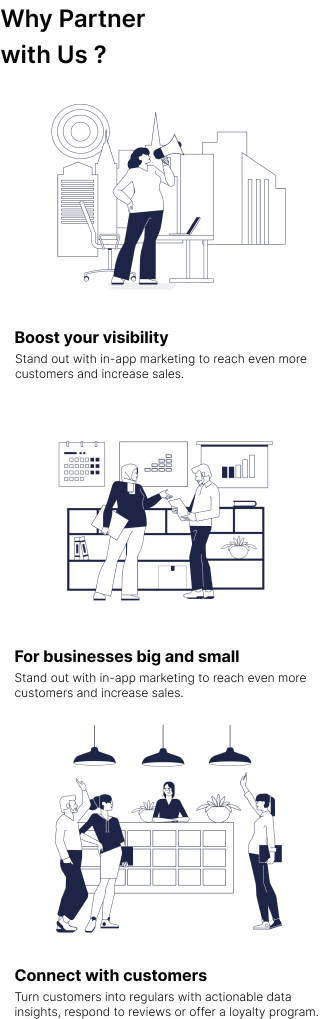 Why Partner
with Us ?
Boost your visibility
Stand out with in-app marketing to reach even more
customers and increase sales.
For businesses big and small
Stand out with in-app marketing to reach even more
customers and increase sales.
Connect with customers
Turn customers into regulars with actionable data
insights, respond to reviews or offer a loyalty program.